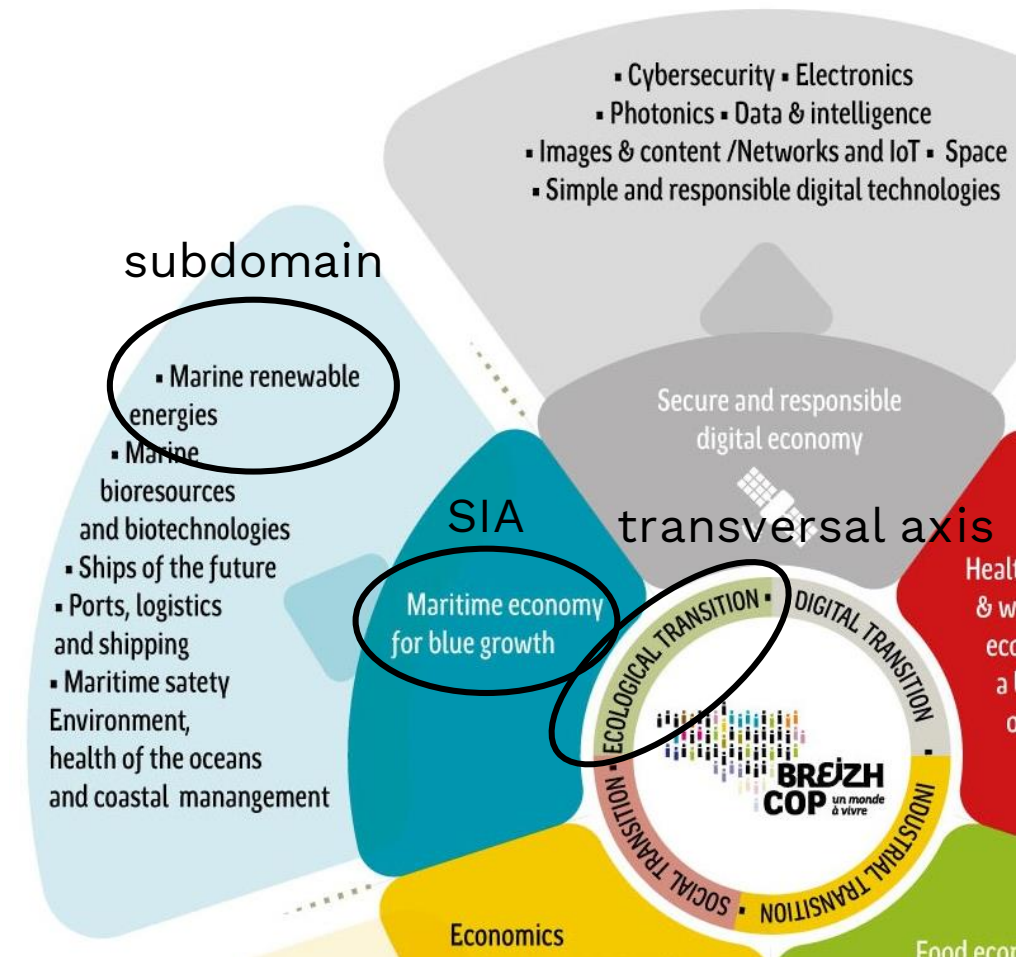 ▪ Cybersecurity ▪ Electronics
▪ Photonics ▪ Data & intelligence
▪ Images & content /Networks and IoT ▪ Space
▪ Simple and responsible digital technologies
subdomain
▪ Marine renewable
energies
▪ Marine
bioresources
and biotechnologies
▪ Ships of the future
▪ Ports, logistics
and shipping
▪ Maritime satety
Environment,
health of the oceans
and coastal manangement
Secure and responsible
digital economy
SIA
Maritime economy
for blue growth
transversal axis
ECOLOGICAL TRANSITION ▪
DIGITAL TRANSITION ▪
INDUSTRIAL TRANSITION ▪
SOCIAL TRANSITION ▪
BREIZH
COP un monde
à vivre
&
a
Economics
Food